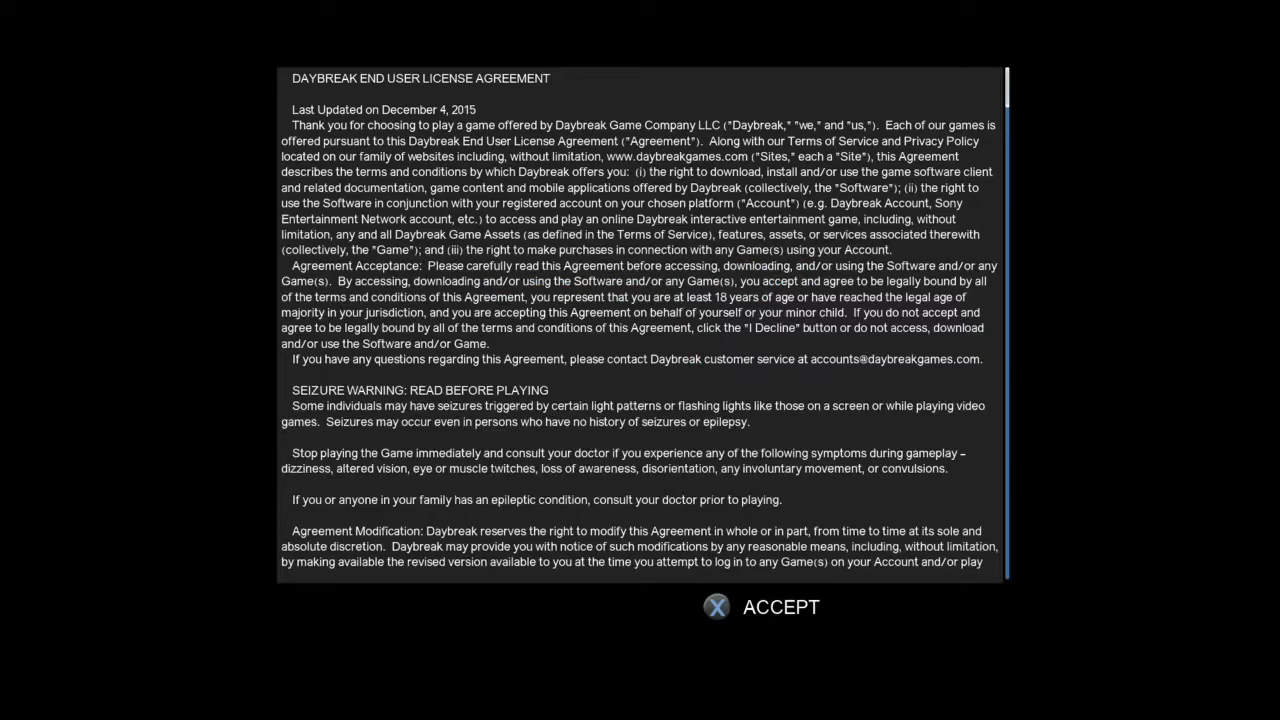 DAYBREAK END USER LICENSE AGREEMENT
Last Updated on December 4, 2015
Thank you for choosing to play a game offered by Daybreak Game Company LLC ("Daybreak," "we," and "us,").  Each of our games is
offered pursuant to this Daybreak End User License Agreement ("Agreement").  Along with our Terms of Service and Privacy Policy
located on our family of websites including, without limitation, www.daybreakgames.com ("Sites," each a "Site"), this Agreement
describes the terms and conditions by which Daybreak offers you:  (i) the right to download, install and/or use the game software client
and related documentation, game content and mobile applications offered by Daybreak (collectively, the "Software"); (ii) the right to
use the Software in conjunction with your registered account on your chosen platform ("Account") (e.g. Daybreak Account, Sony
Entertainment Network account, etc.) to access and play an online Daybreak interactive entertainment game, including, without
limitation, any and all Daybreak Game Assets (as defined in the Terms of Service), features, assets, or services associated therewith
(collectively, the "Game"); and (iii) the right to make purchases in connection with any Game(s) using your Account.
Agreement Acceptance:  Please carefully read this Agreement before accessing, downloading, and/or using the Software and/or any
Game(s).  By accessing, downloading and/or using the Software and/or any Game(s), you accept and agree to be legally bound by all
of the terms and conditions of this Agreement, you represent that you are at least 18 years of age or have reached the legal age of
majority in your jurisdiction, and you are accepting this Agreement on behalf of yourself or your minor child.  If you do not accept and
agree to be legally bound by all of the terms and conditions of this Agreement, click the "I Decline" button or do not access, download
and/or use the Software and/or Game.
If you have any questions regarding this Agreement, please contact Daybreak customer service at accounts@daybreakgames.com.
SEIZURE WARNING: READ BEFORE PLAYING
Some individuals may have seizures triggered by certain light patterns or flashing lights like those on a screen or while playing video
games.  Seizures may occur even in persons who have no history of seizures or epilepsy.
Stop playing the Game immediately and consult your doctor if you experience any of the following symptoms during gameplay –
dizziness, altered vision, eye or muscle twitches, loss of awareness, disorientation, any involuntary movement, or convulsions.
If you or anyone in your family has an epileptic condition, consult your doctor prior to playing.
Agreement Modification: Daybreak reserves the right to modify this Agreement in whole or in part, from time to time at its sole and
absolute discretion.  Daybreak may provide you with notice of such modifications by any reasonable means, including, without limitation,
by making available the revised version available to you at the time you attempt to log in to any Game(s) on your Account and/or play
X ACCEPT